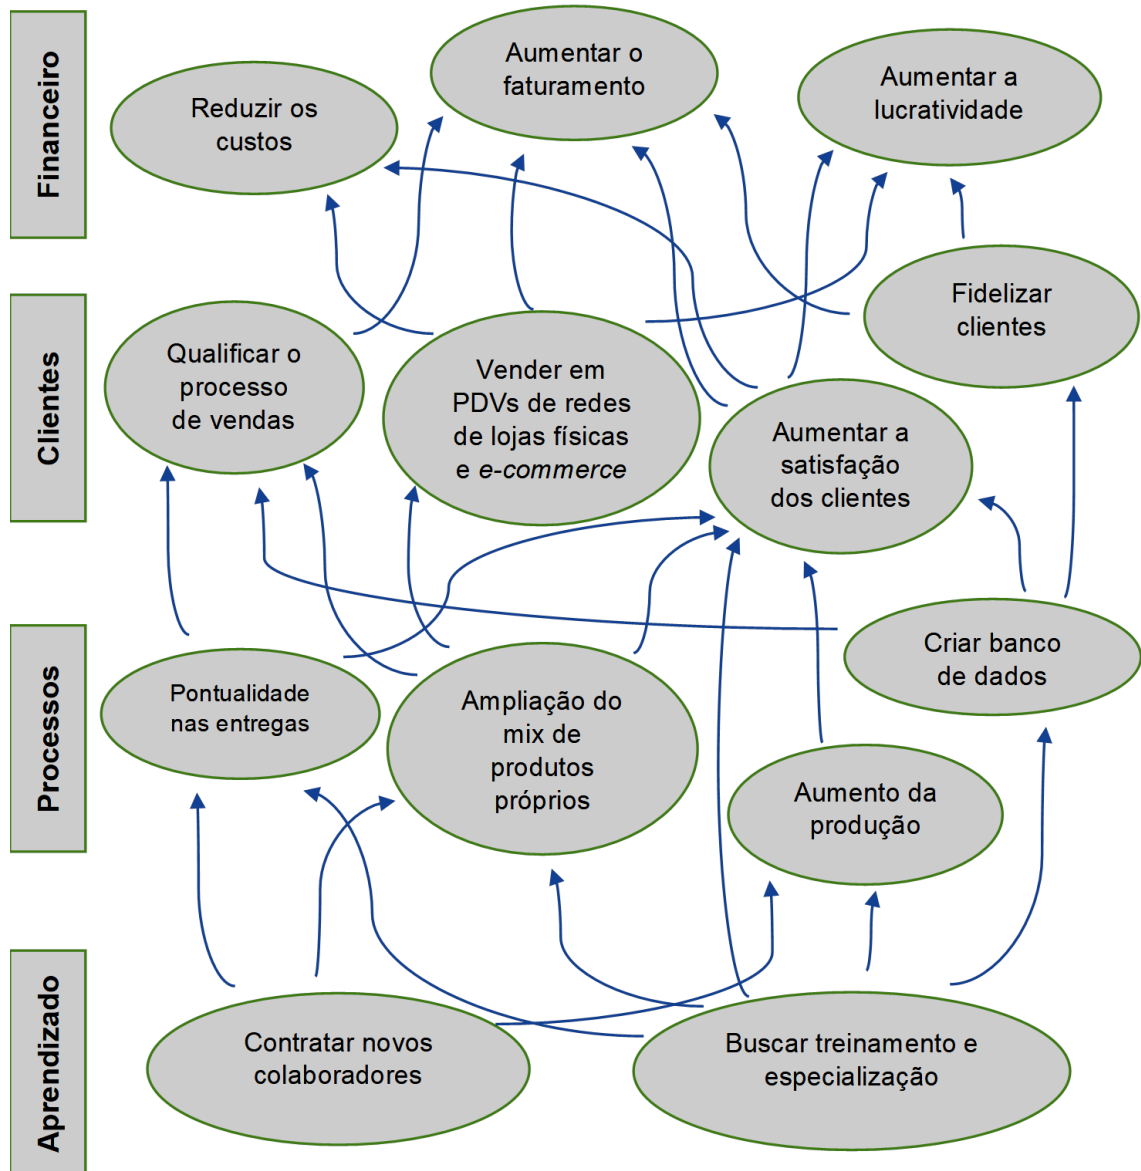 Financeiro
Reduzir os
custos
Aumentar o
faturamento
Aumentar a
lucratividade
Clientes
Qualificar o
processo
de vendas
Vender em
PDVs de redes
de lojas físicas
e e-commerce
Aumentar a
satisfação
dos clientes
Fidelizar
clientes
Processos
Pontualidade
nas entregas
Ampliação do
mix de
produtos
próprios
Aumento da
produção
Criar banco
de dados
Aprendizado
Contratar novos
colaboradores
Buscar treinamento e
especialização